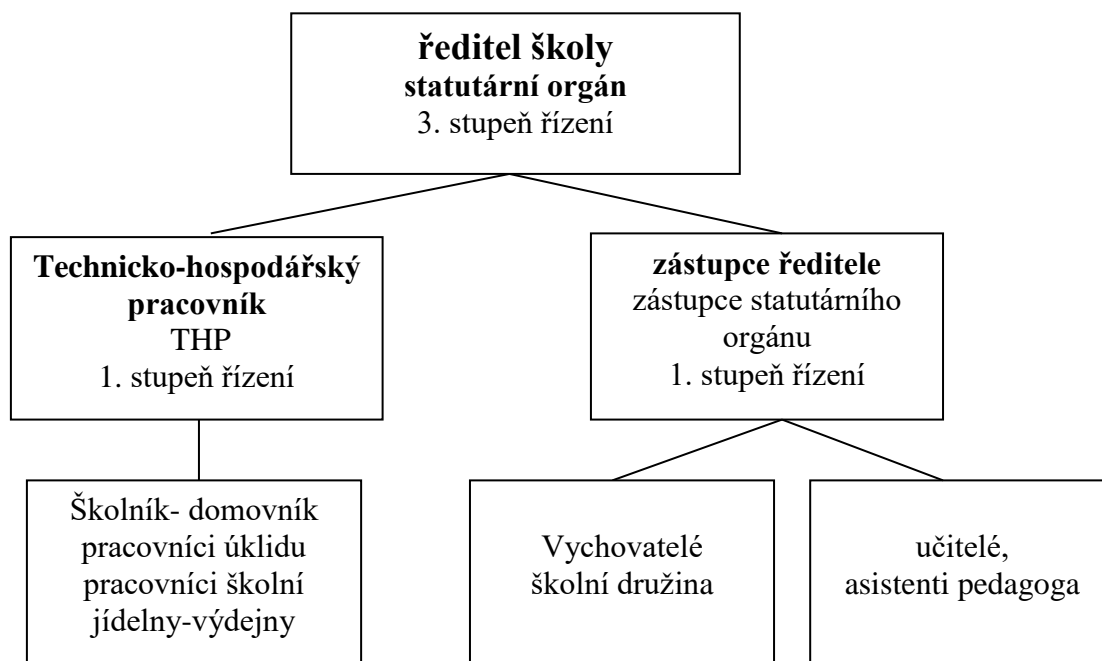 ředitel školy
statutární orgán
3. stupeň řízení
Technicko-hospodářský
pracovník
THP
1. stupeň řízení
zástupce ředitele
zástupce statutárního
orgánu
1. stupeň řízení
Školník- domovník
pracovníci úklidu
pracovníci školní
jídelny-výdejny
Vychovatelé
školní družina
učitelé,
asistenti pedagoga